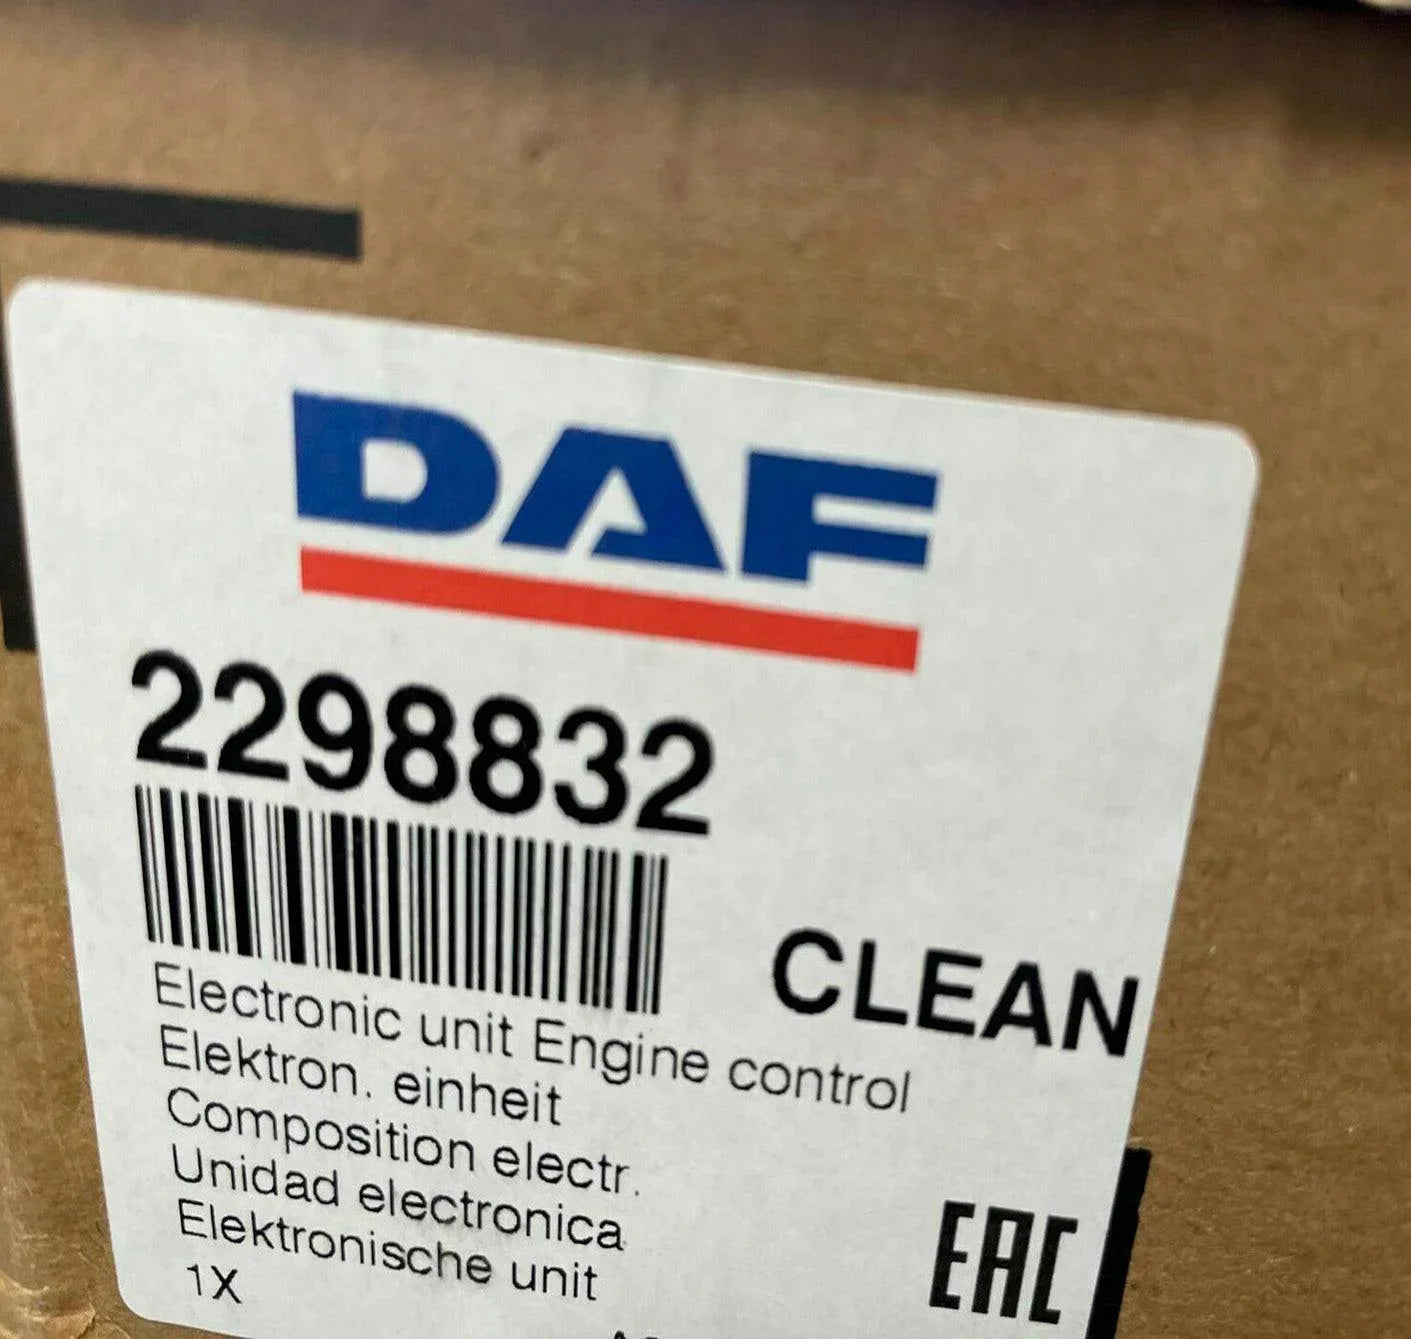 DAF
2298832
CLEAN
Electronic unit Engine control
Elektron. einheit
Composition electr.
Unidad electronica
Elektronische unit
1X
EAC